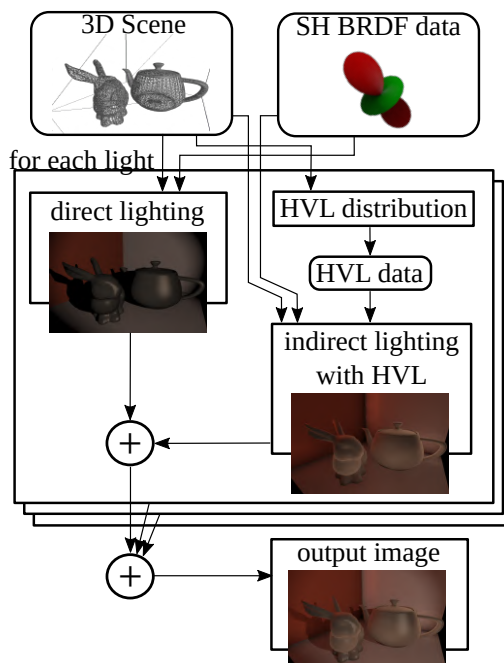 3D Scene
SH BRDF data
for each light
direct lighting
HVL distribution
HVL data
indirect lighting
with HVL
+
+
output image